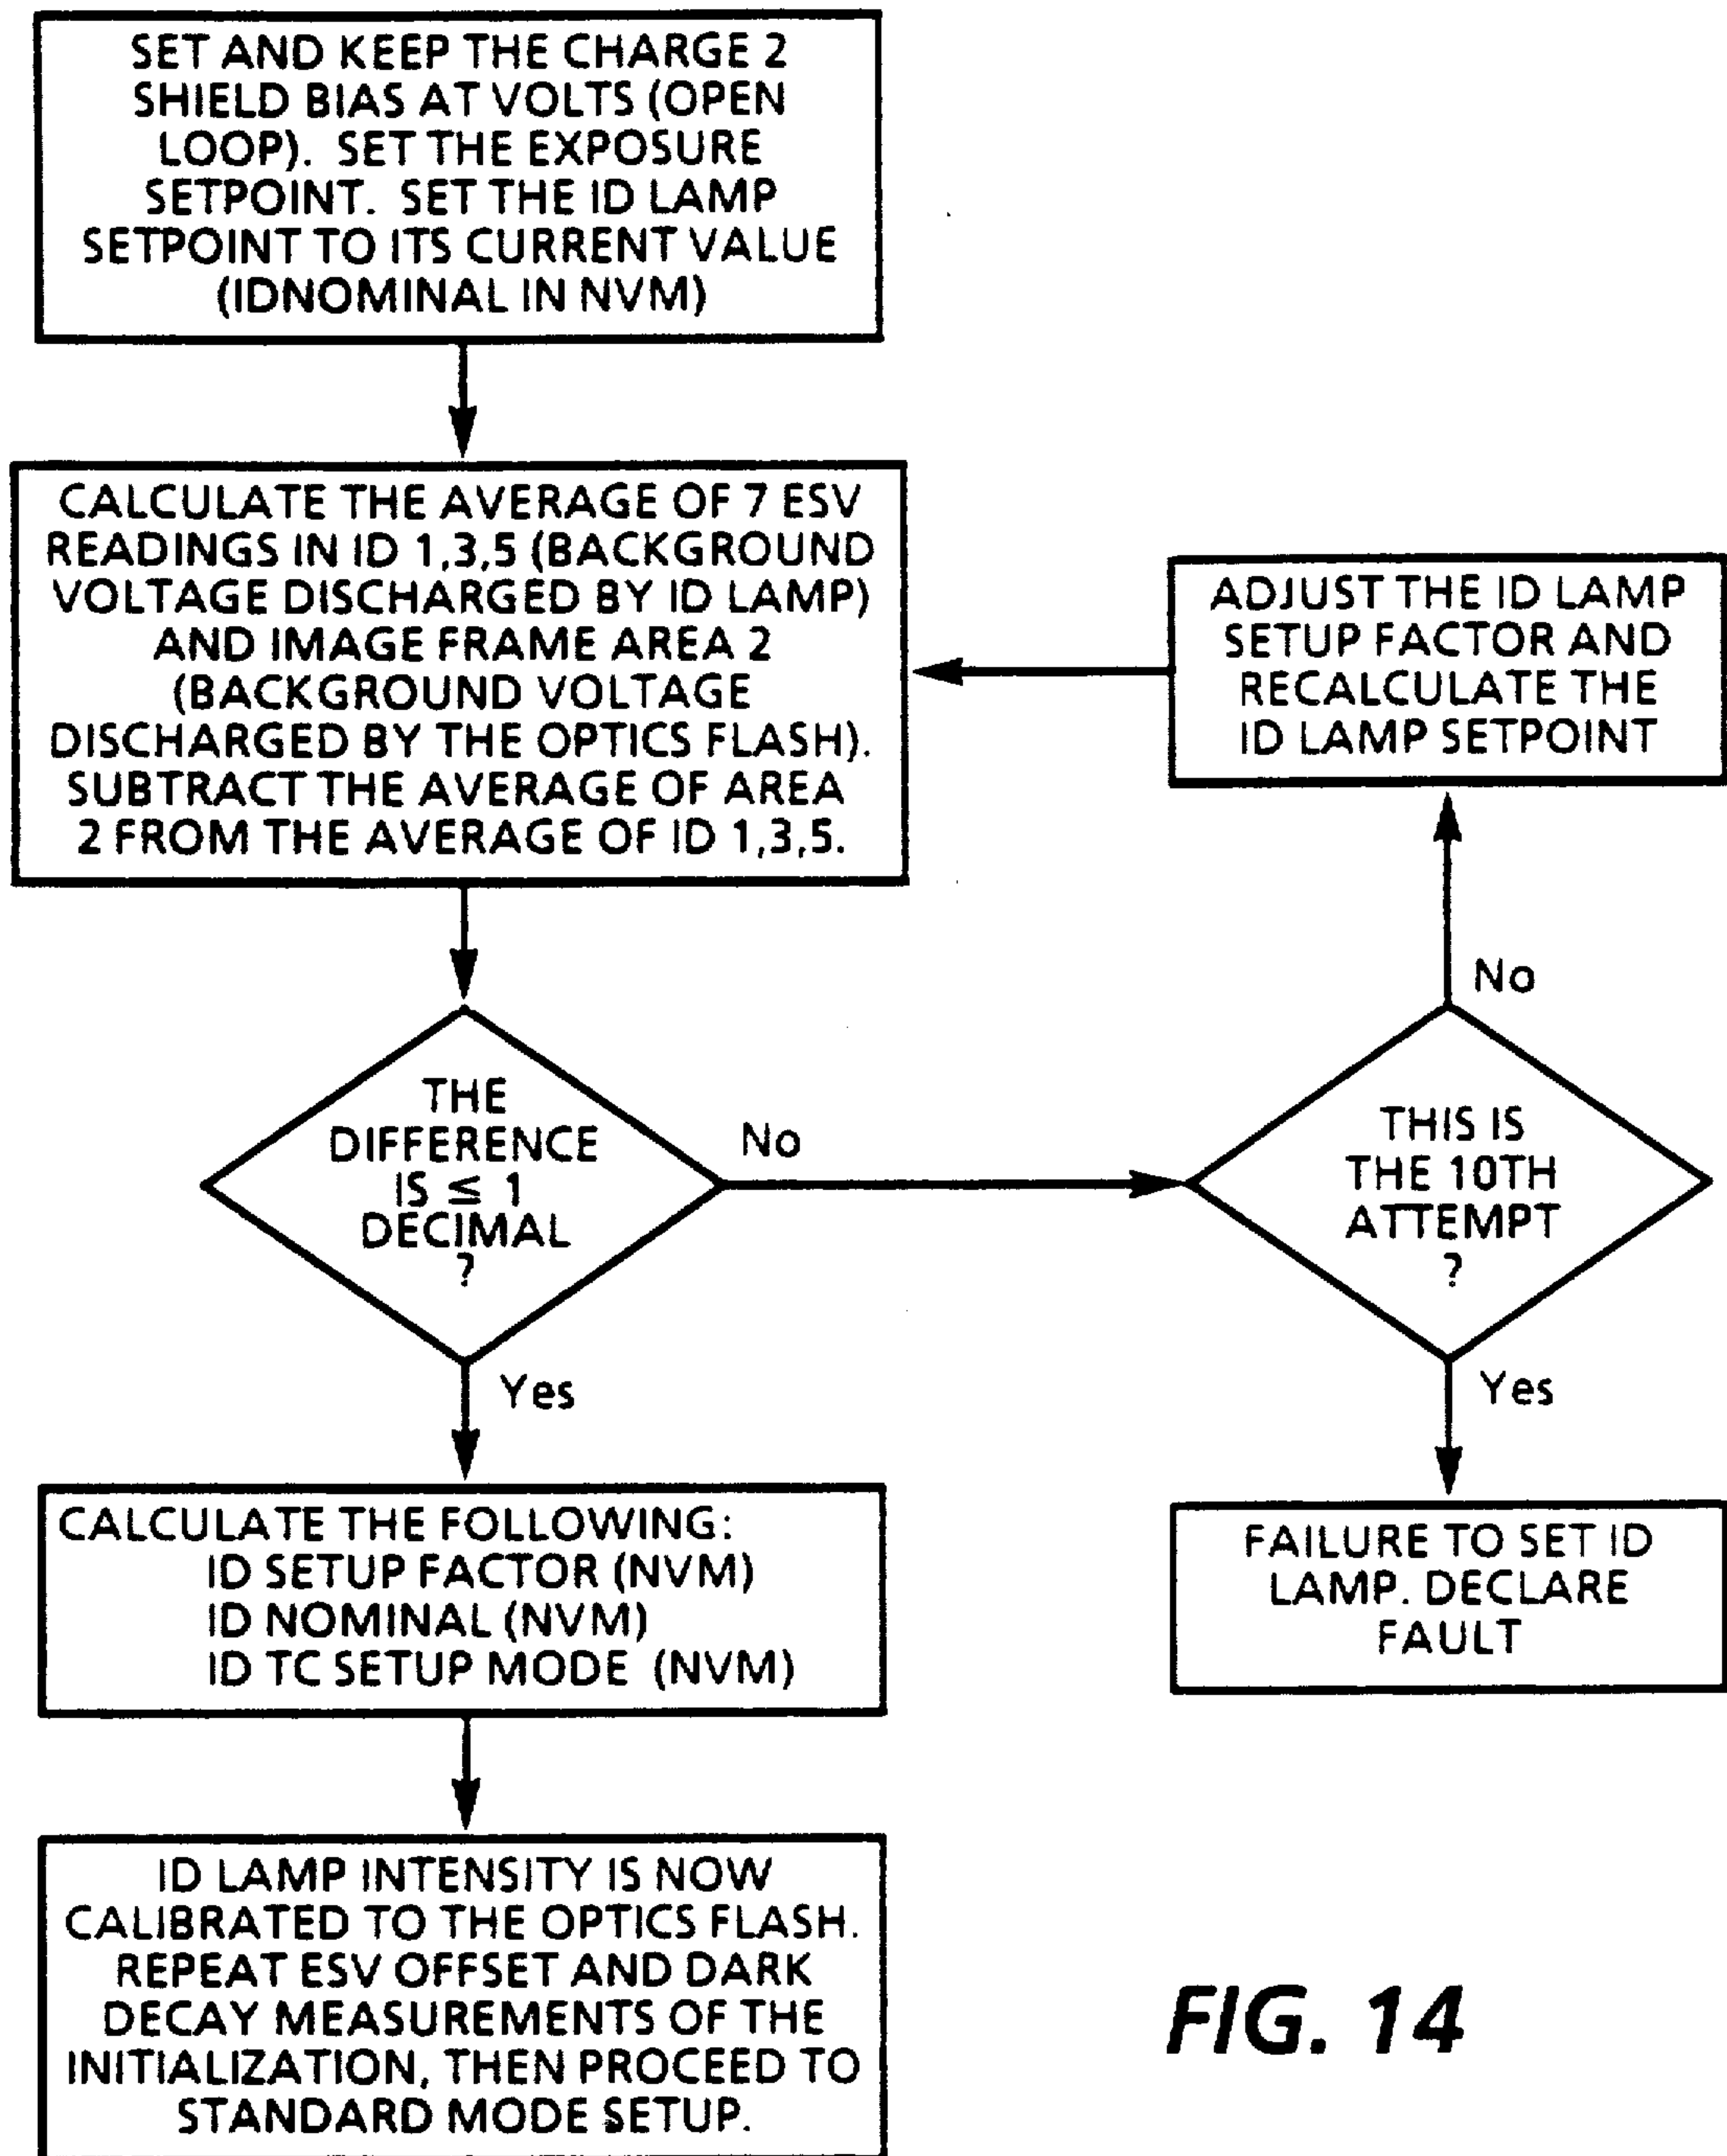 SET AND KEEP THE CHARGE 2
SHIELD BIAS AT VOLTS (OPEN
LOOP). SET THE EXPOSURE
SETPOINT. SET THE ID LAMP
SETPOINT TO ITS CURRENT VALUE
(IDNOMINAL IN NVM)
CALCULATE THE AVERAGE OF 7 ESV
READINGS IN ID 1,3,5 (BACKGROUND
VOLTAGE DISCHARGED BY ID LAMP)
AND IMAGE FRAME AREA 2
(BACKGROUND VOLTAGE
DISCHARGED BY THE OPTICS FLASH).
SUBTRACT THE AVERAGE OF AREA
2 FROM THE AVERAGE OF ID 1,3,5.
ADJUST THE ID LAMP
SETUP FACTOR AND
RECALCULATE THE
ID LAMP SETPOINT
No
THE
DIFFERENCE
IS ≤ 1
DECIMAL
?
No
THIS IS
THE 10TH
ATTEMPT
?
Yes
Yes
CALCULATE THE FOLLOWING:
ID SETUP FACTOR (NVM)
ID NOMINAL (NVM)
ID TC SETUP MODE (NVM)
FAILURE TO SET ID
LAMP. DECLARE
FAULT
ID LAMP INTENSITY IS NOW
CALIBRATED TO THE OPTICS FLASH.
REPEAT ESV OFFSET AND DARK
DECAY MEASUREMENTS OF THE
INITIALIZATION, THEN PROCEED TO
STANDARD MODE SETUP.
FIG. 14